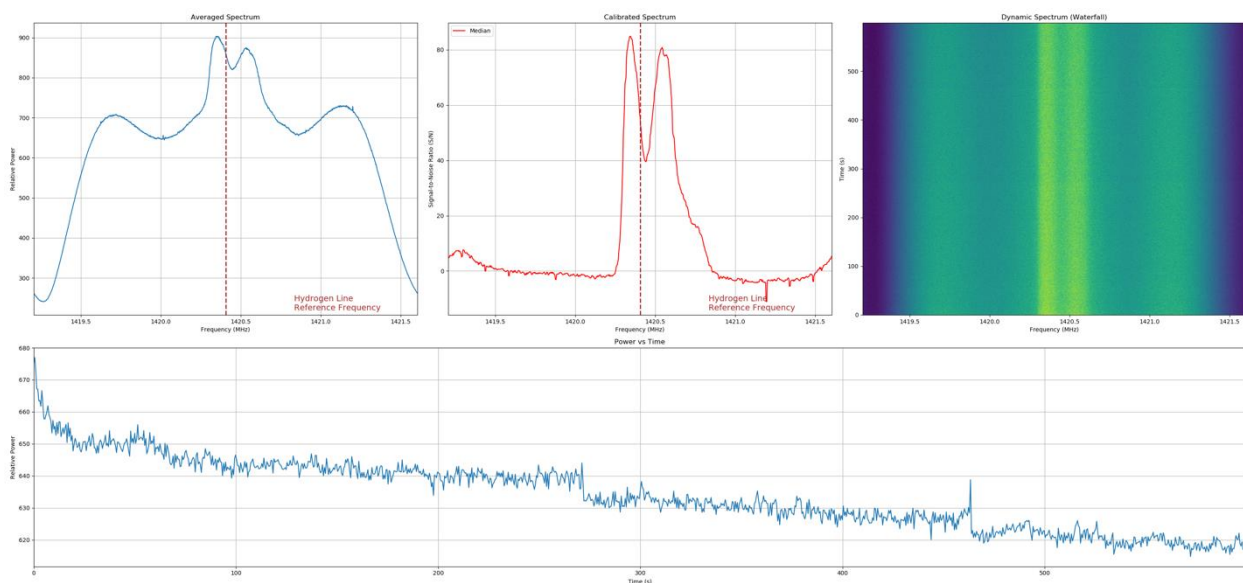 Averaged Spectrum
Relative Power
900
800
700
600
500
400
300
1419.5
1420.0
1420.5
1421.0
1421.5
Frequency (MHz)
Hydrogen Line
Reference Frequency
Calibrated Spectrum
Median
Signal-to-Noise Ratio (S/N)
80
60
40
20
0
1419.5
1420.0
1420.5
1421.0
1421.5
Frequency (MHz)
Hydrogen Line
Reference Frequency
Dynamic Spectrum (Waterfall)
Time (s)
500
400
300
200
100
0
1419.5
1420.0
1420.5
1421.0
1421.5
Frequency (MHz)
Power vs Time
Relative Power
680
670
660
650
640
630
620
0
100
200
300
400
500
Time (s)